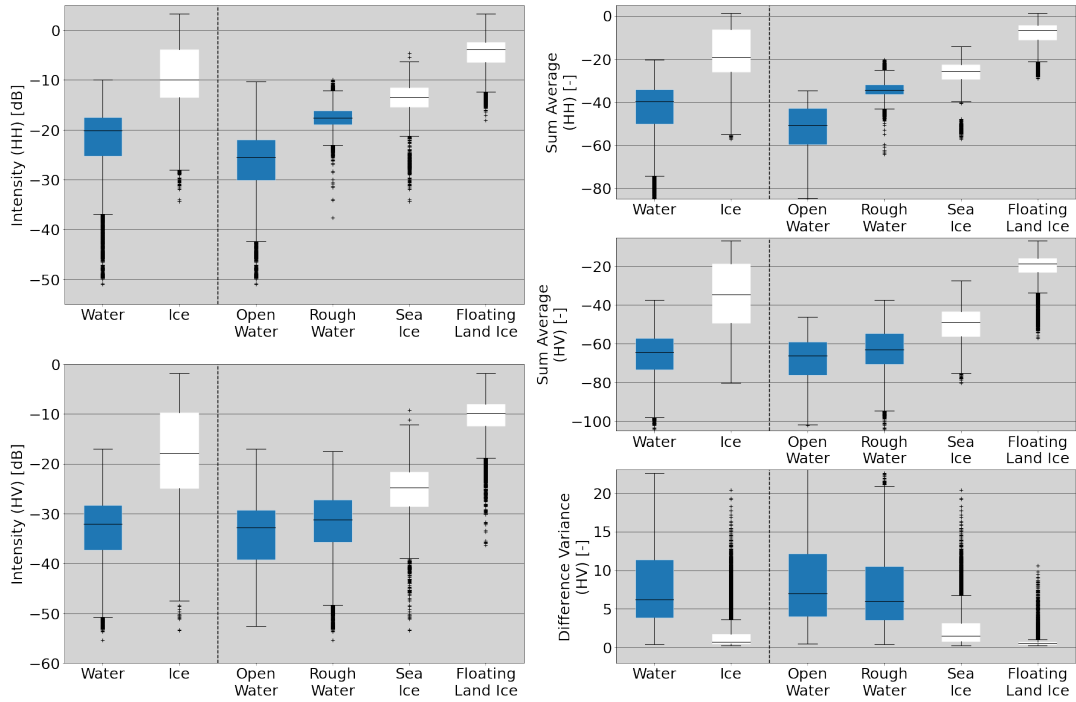 Intensity (HH) [dB]
0
−10
−20
−30
−40
−50
Water Ice Open Water Rough Water Sea Ice Floating Land Ice
Intensity (HV) [dB]
0
−10
−20
−30
−40
−50
−60
Water Ice Open Water Rough Water Sea Ice Floating Land Ice
Sum Average
(HH) [-]
0
−20
−40
−60
−80
Water Ice Open Water Rough Water Sea Ice Floating Land Ice
Sum Average
(HV) [-]
−20
−40
−60
−80
−100
Water Ice Open Water Rough Water Sea Ice Floating Land Ice
Difference Variance
(HV) [-]
20
15
10
5
0
Water Ice Open Water Rough Water Sea Ice Floating Land Ice